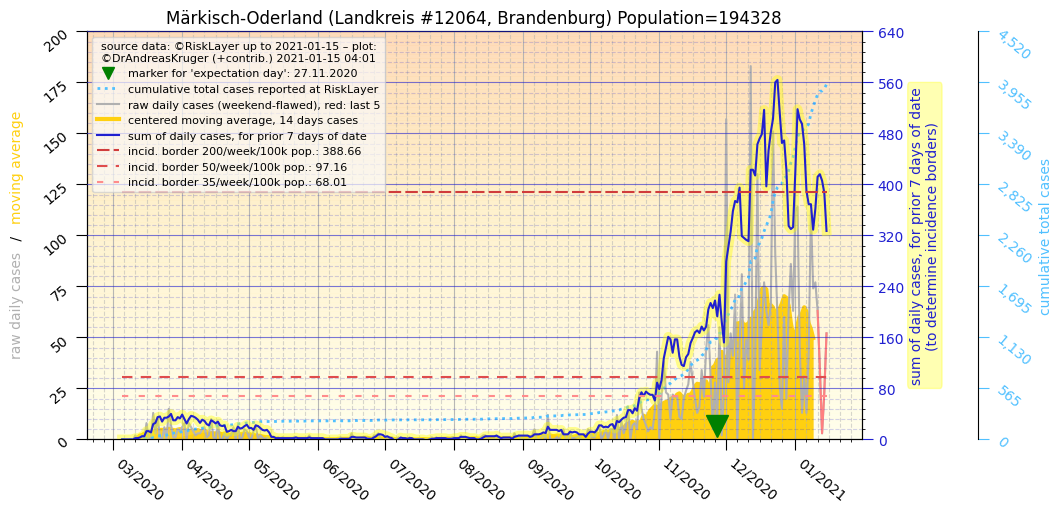 Märkisch-Oderland (Landkreis #12064, Brandenburg) Population=194328
source data: ©RiskLayer up to 2021-01-15 – plot:
©DrAndreasKruger (+contrib.) 2021-01-15 04:01
marker for 'expectation day': 27.11.2020
cumulative total cases reported at RiskLayer
raw daily cases (weekend-flawed), red: last 5
centered moving average, 14 days cases
sum of daily cases, for prior 7 days of date
incid. border 200/week/100k pop.: 388.66
incid. border 50/week/100k pop.: 97.16
incid. border 35/week/100k pop.: 68.01
raw daily cases / moving average
200
175
150
125
100
75
50
25
0
03/2020
04/2020
05/2020
06/2020
07/2020
08/2020
09/2020
10/2020
11/2020
12/2020
01/2021
640
560
480
400
320
240
160
80
0
sum of daily cases, for prior 7 days of date
(to determine incidence borders)
4,520
3,955
3,390
2,825
2,260
1,695
1,130
565
0
cumulative total cases